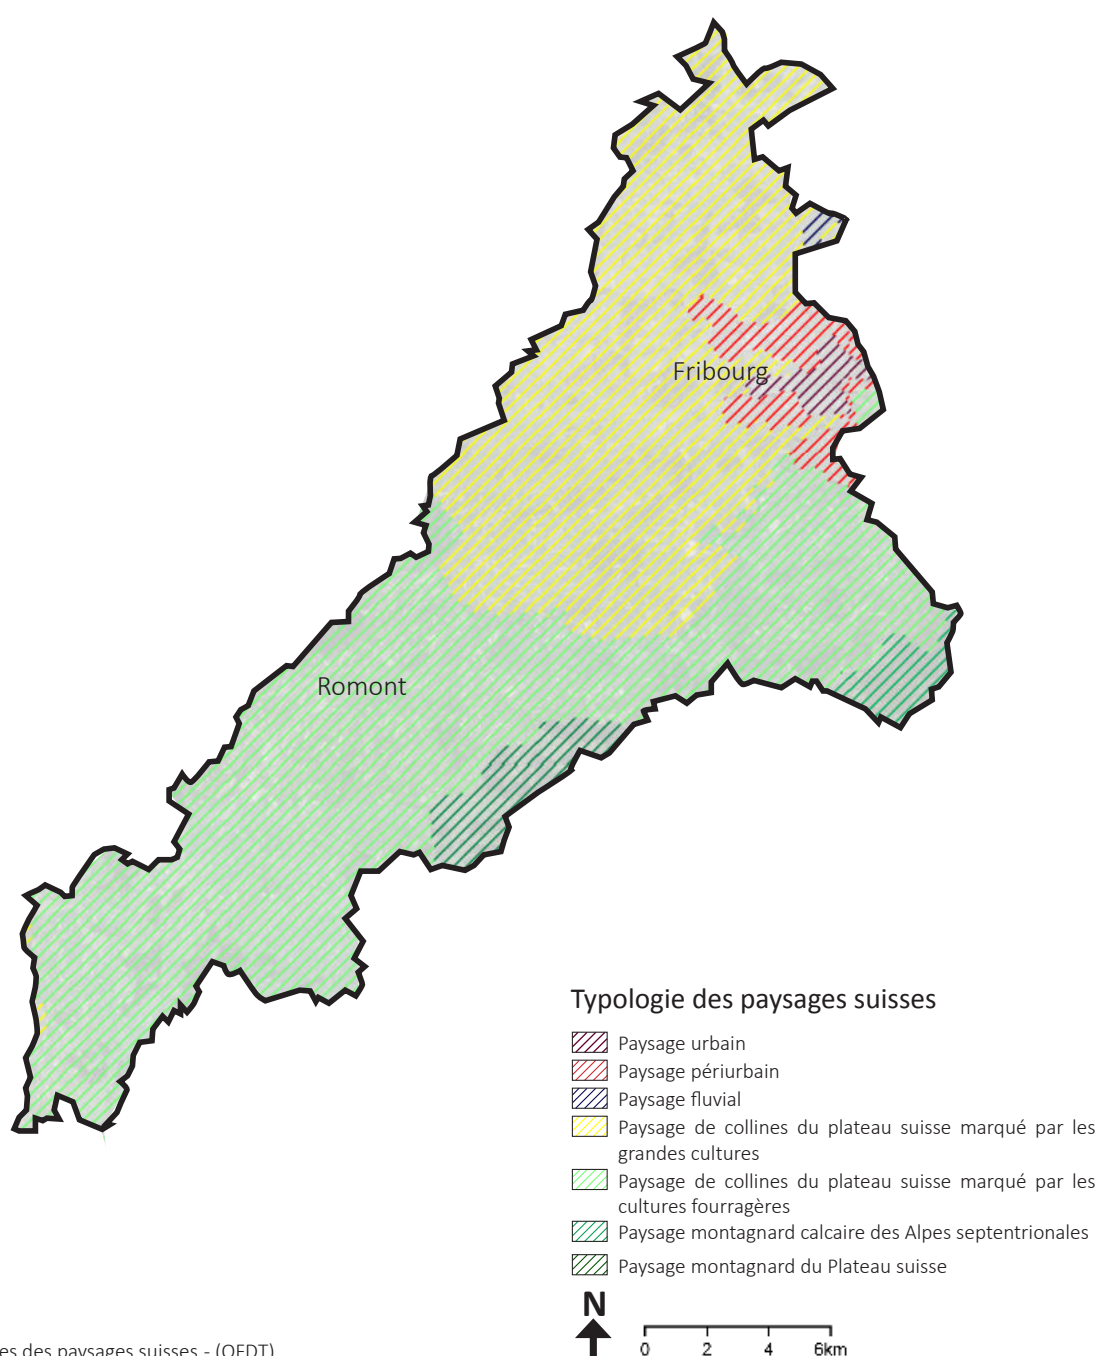 Fribourg
Romont
Typologie des paysages suisses
Paysage urbain
Paysage périurbain
Paysage fluvial
Paysage de collines du plateau suisse marqué par les
grandes cultures
Paysage de collines du plateau suisse marqué par les
cultures fourragères
Paysage montagnard calcaire des Alpes septentrionales
Paysage montagnard du Plateau suisse
N
0 2 4 6km
des paysages suisses - (OFDT)